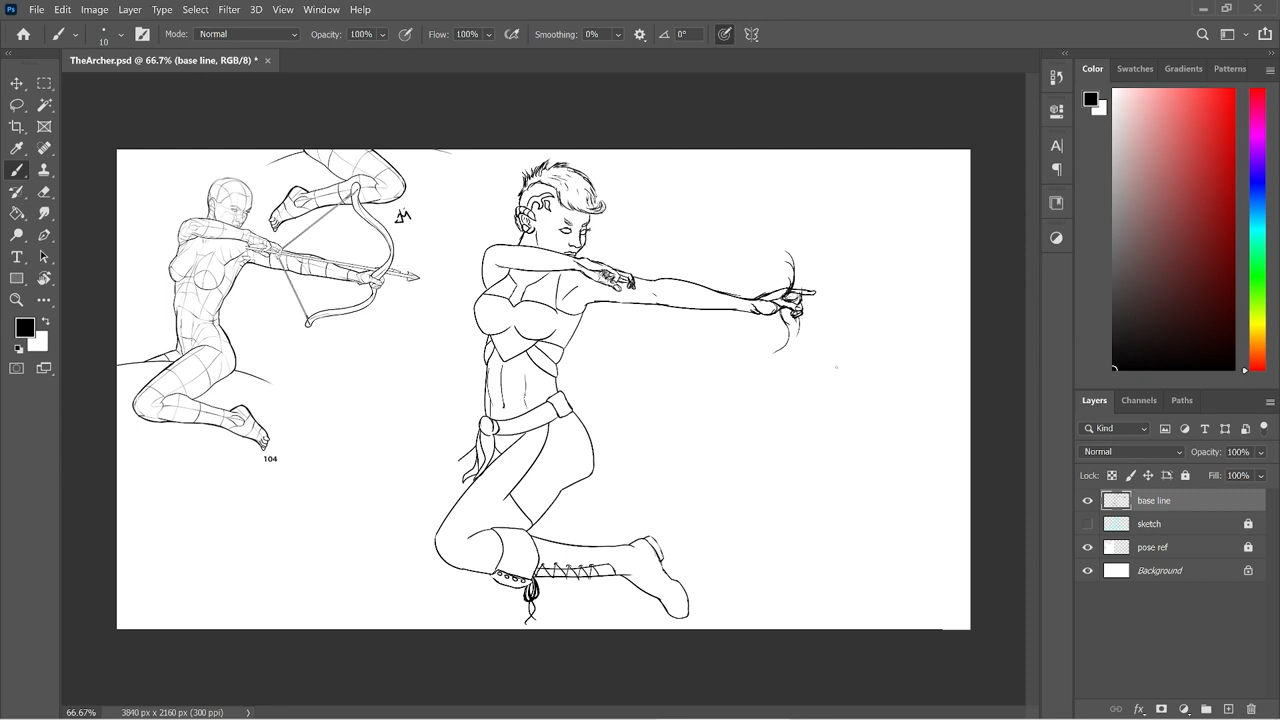 Ps File Edit Image Layer Type Select Filter 3D View Window Help
10 Mode: Normal Opacity: 100% Flow: 100% Smoothing: 0% 0°
TheArcher.psd @ 66.7% (base line, RGB/8) * ×
Color Swatches Gradients Patterns
104
Layers Channels Paths
Kind
Normal Opacity: 100%
Lock: Fill: 100%
base line
sketch
pose ref
Background
66.67% 3840 px x 2160 px (300 ppi)